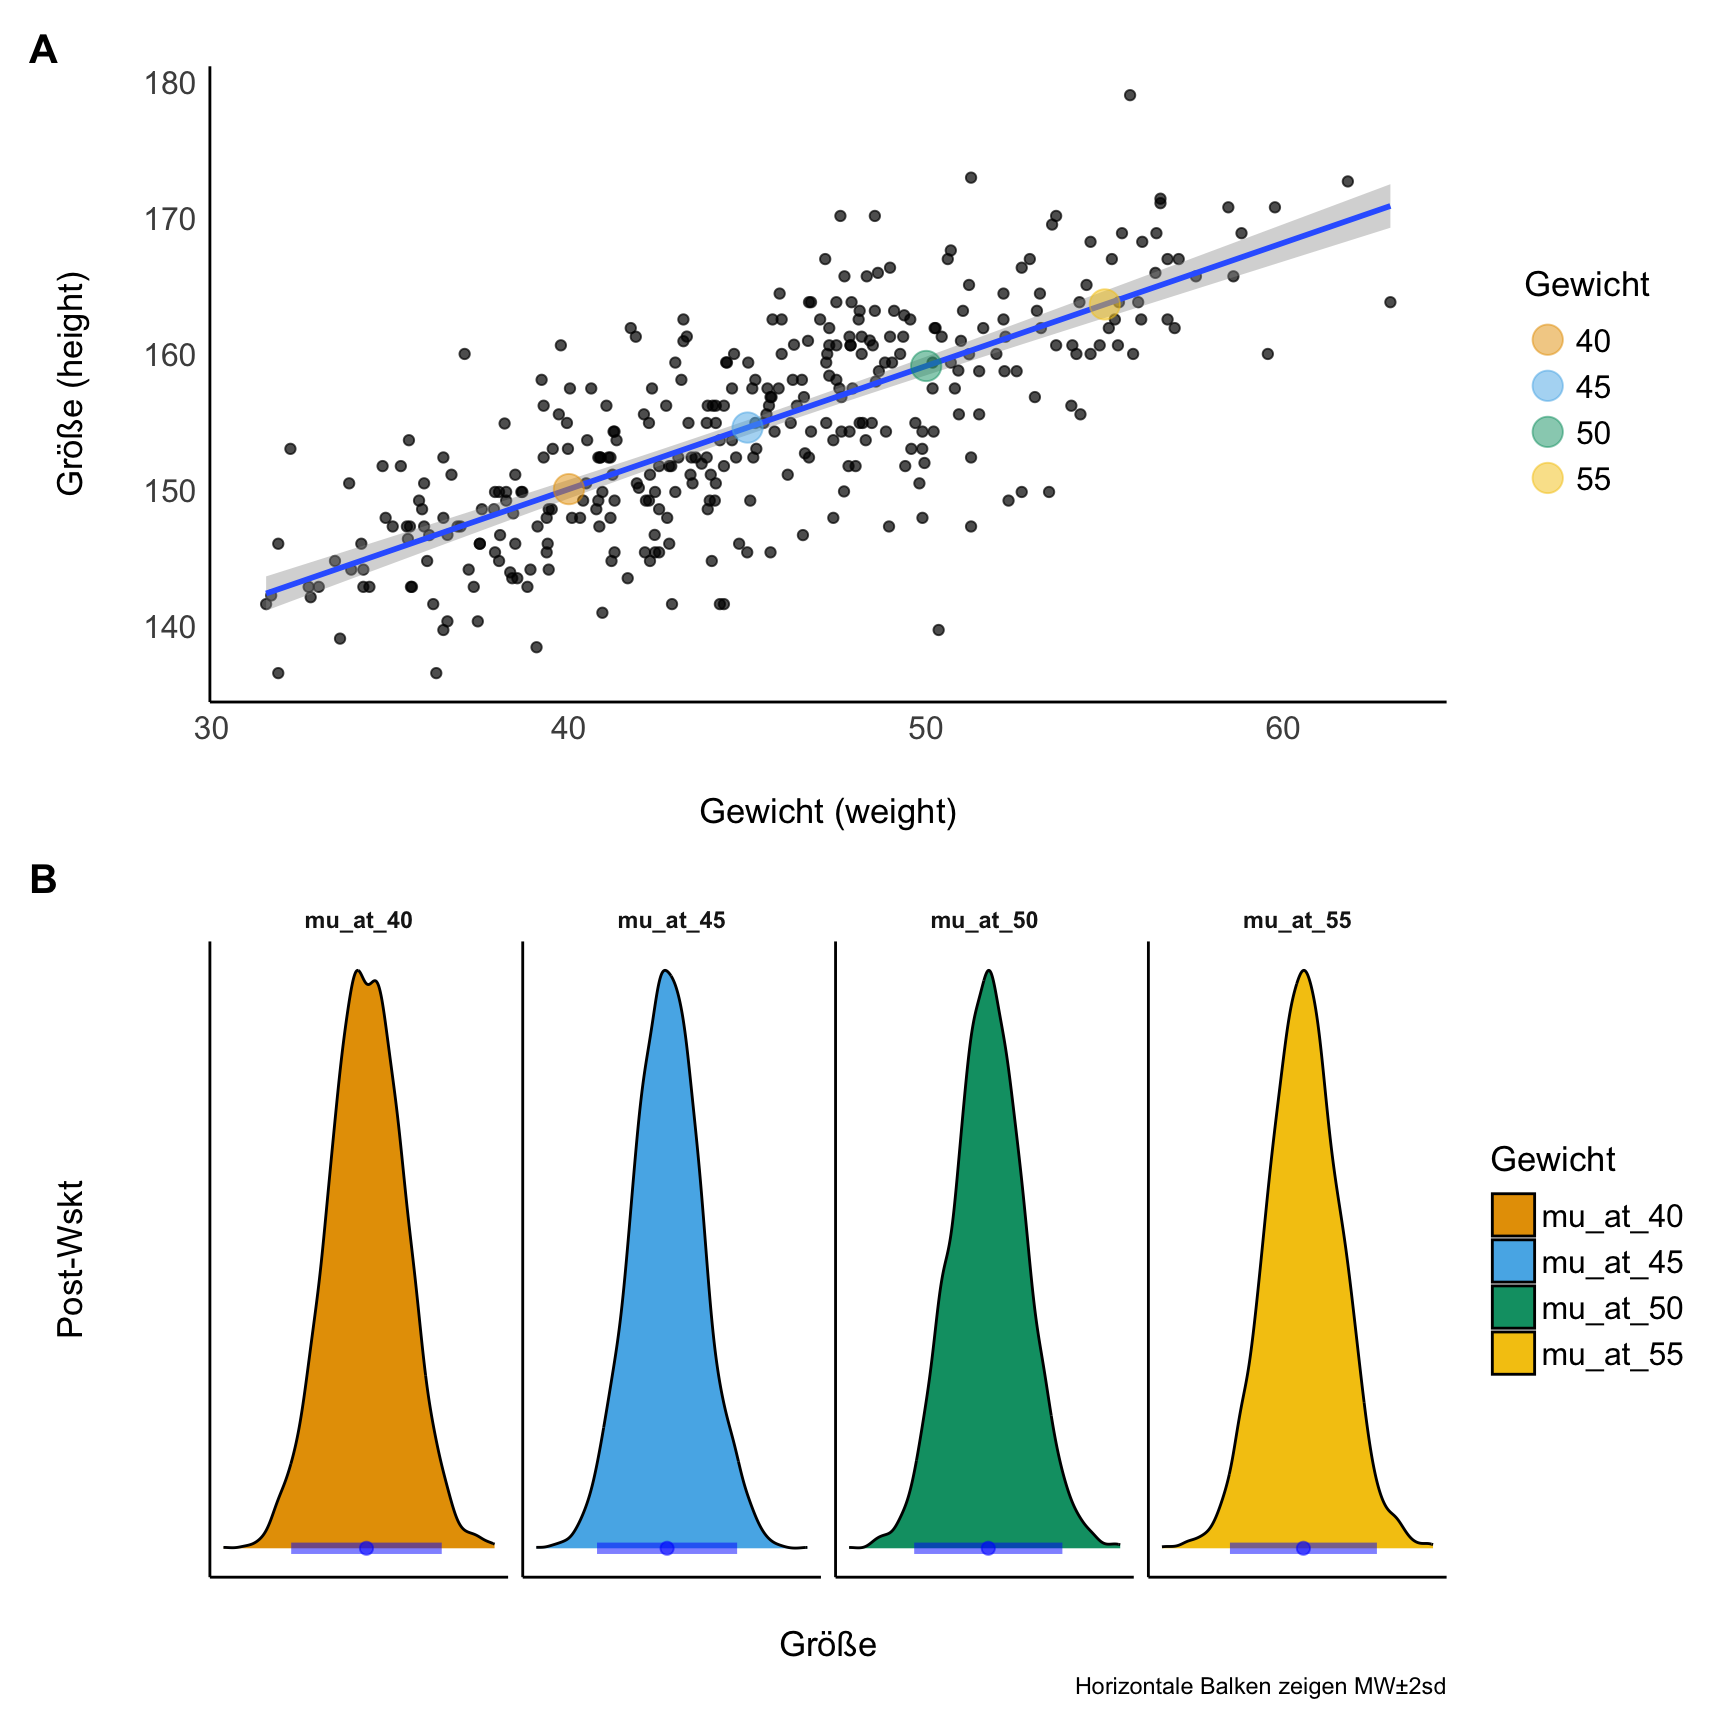 A
Größe (height)
180
170
160
150
140
30 40 50 60
Gewicht (weight)
Gewicht
40
45
50
55
B
mu_at_40 mu_at_45 mu_at_50 mu_at_55
Post-Wskt
Größe
Horizontale Balken zeigen MW±2sd
Gewicht
mu_at_40
mu_at_45
mu_at_50
mu_at_55